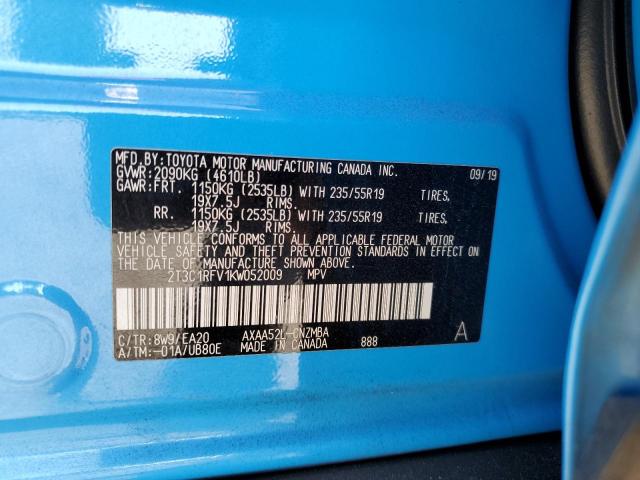 MFD.BY:TOYOTA MOTOR MANUFACTURING CANADA INC. 09/19
GVWR:2090KG (4610LB)
GAWR:FRT. 1150KG (2535LB) WITH 235/55R19 TIRES,
19X7.5J RIMS.
RR. 1150KG (2535LB) WITH 235/55R19 TIRES,
19X7.5J RIMS.
THIS VEHICLE CONFORMS TO ALL APPLICABLE FEDERAL MOTOR
VEHICLE SAFETY AND THEFT PREVENTION STANDARDS IN EFFECT ON
THE DATE OF MANUFACTURE SHOWN ABOVE.
2T3C1RFV1KW052009 MPV
C/TR:8W9/EA20 AXAA52L-CNZMBA A
A/TM:-01A/UB80E MADE IN CANADA 888